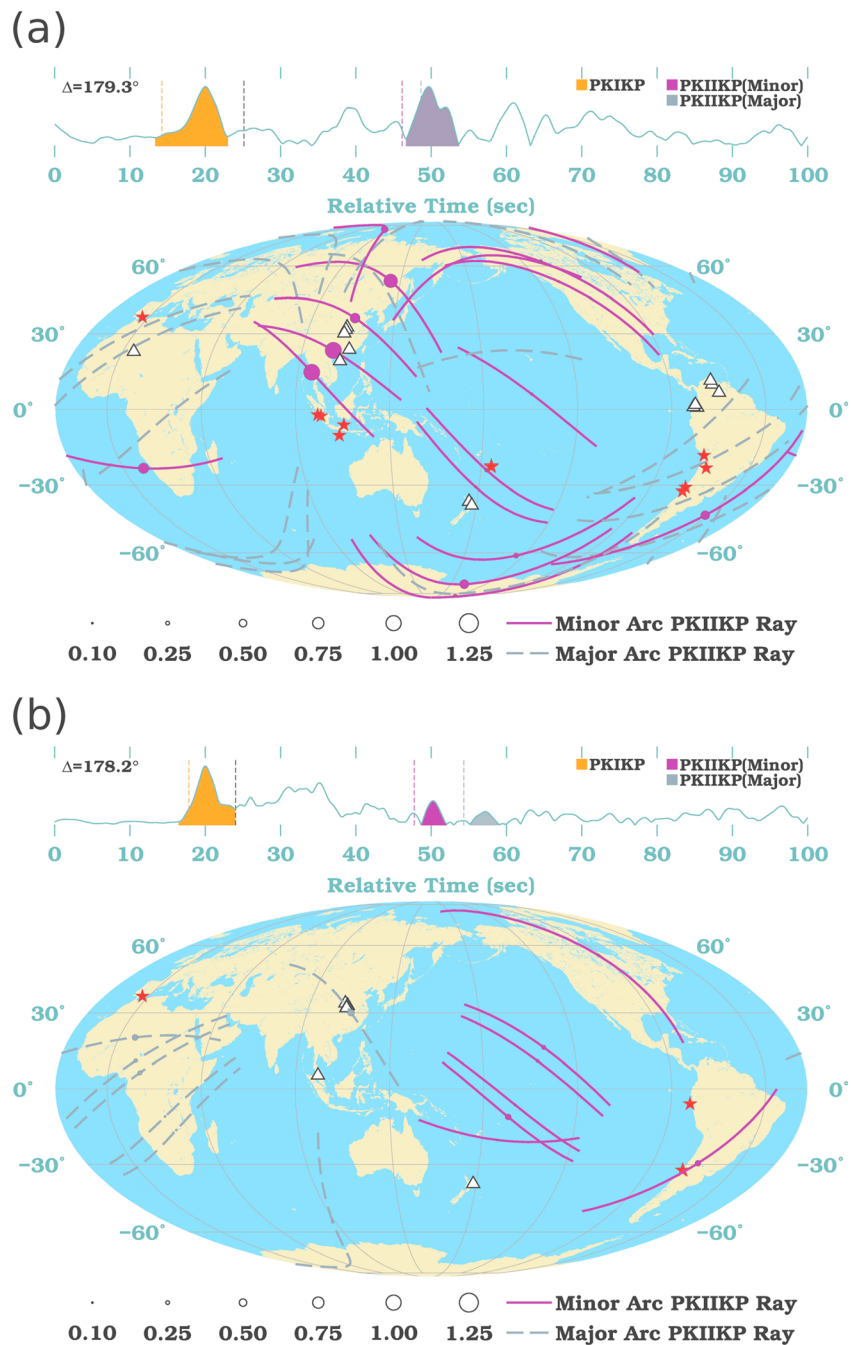 (a)
Δ=179.3°
PKIKP
PKIIKP(Minor)
PKIIKP(Major)
0 10 20 30 40 50 60 70 80 90 100
Relative Time (sec)
60° 60°
30° 30°
0° 0°
−30° −30°
−60° −60°
Minor Arc PKIIKP Ray
0.10 0.25 0.50 0.75 1.00 1.25 Major Arc PKIIKP Ray
(b)
Δ=178.2°
PKIKP
PKIIKP(Minor)
PKIIKP(Major)
0 10 20 30 40 50 60 70 80 90 100
Relative Time (sec)
60° 60°
30° 30°
0° 0°
−30° −30°
−60° −60°
Minor Arc PKIIKP Ray
0.10 0.25 0.50 0.75 1.00 1.25 Major Arc PKIIKP Ray